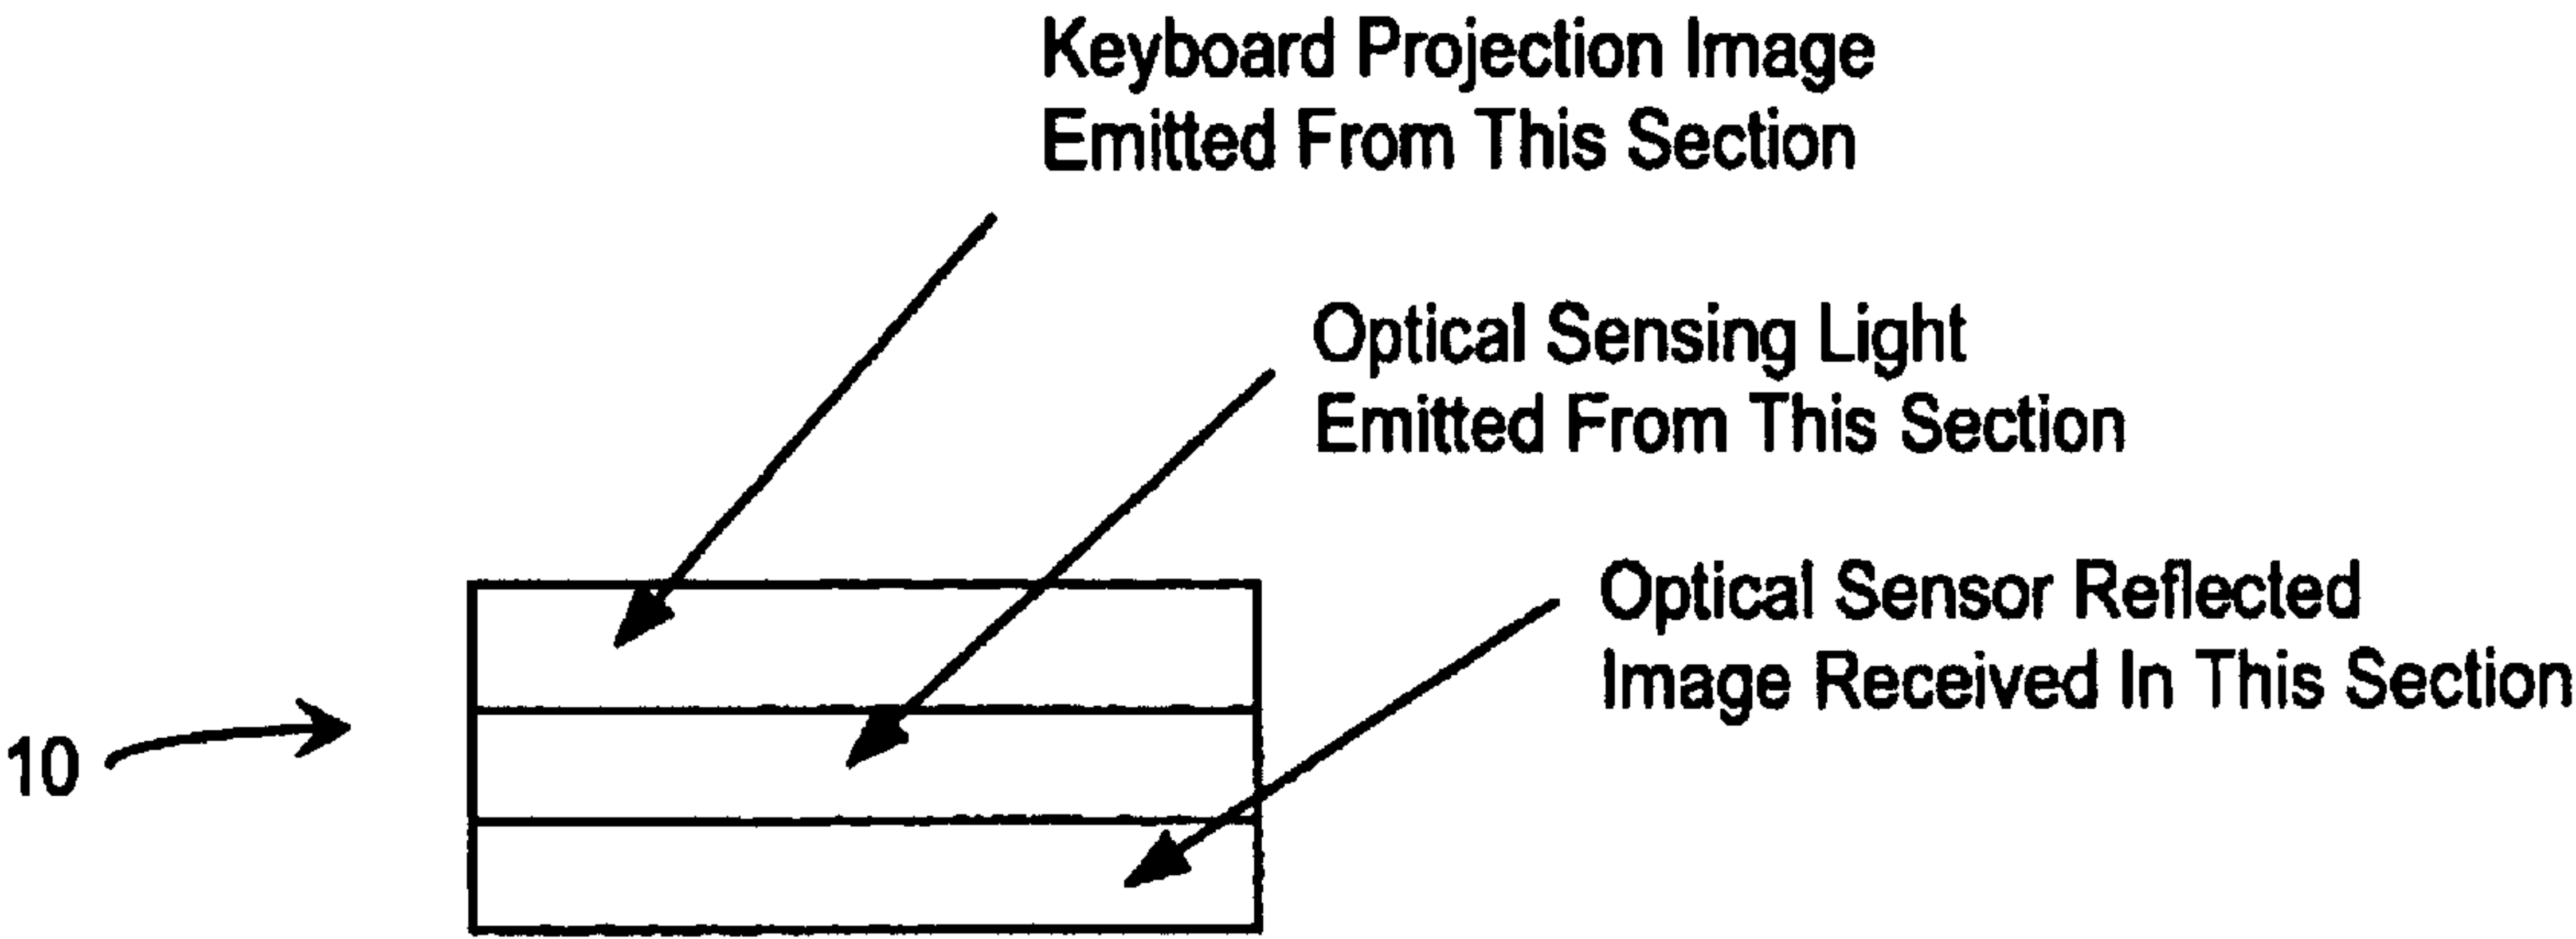 Keyboard Projection Image
Emitted From This Section
Optical Sensing Light
Emitted From This Section
Optical Sensor Reflected
Image Received In This Section
10